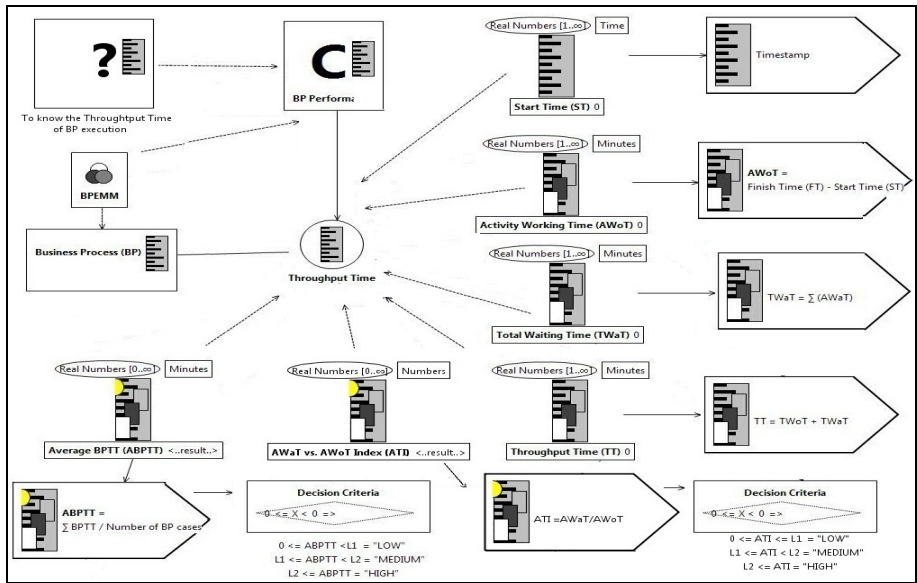 ?
To know the Throughtput Time
of BP execution
C
BP Performa
BPEMM
Business Process (BP)
Throughput Time
Real Numbers [1..∞] Time
Start Time (ST) 0
Timestamp
Real Numbers [1..∞] Minutes
Activity Working Time (AWoT) 0
AWoT =
Finish Time (FT) - Start Time (ST)
Real Numbers [1..∞] Minutes
Total Waiting Time (TWaT) 0
TWaT = ∑ (AWaT)
Real Numbers [0..∞] Minutes
Average BPTT (ABPTT) <..result..>
Real Numbers [0..∞] Numbers
AWaT vs. AWoT Index (ATI) <..result..>
Real Numbers [1..∞] Minutes
Throughput Time (TT) 0
TT = TWoT + TWaT
ABPTT =
∑ BPTT / Number of BP cases
Decision Criteria
0 <= X < 0 =>
0 <= ABPTT <L1 = "LOW"
L1 <= ABPTT < L2 = "MEDIUM"
L2 <= ABPTT = "HIGH"
ATI =AWaT/AWoT
Decision Criteria
0 <= X < 0 =>
0 <= ATI <= L1 = "LOW"
L1 <= ATI < L2 = "MEDIUM"
L2 <= ATI = "HIGH"